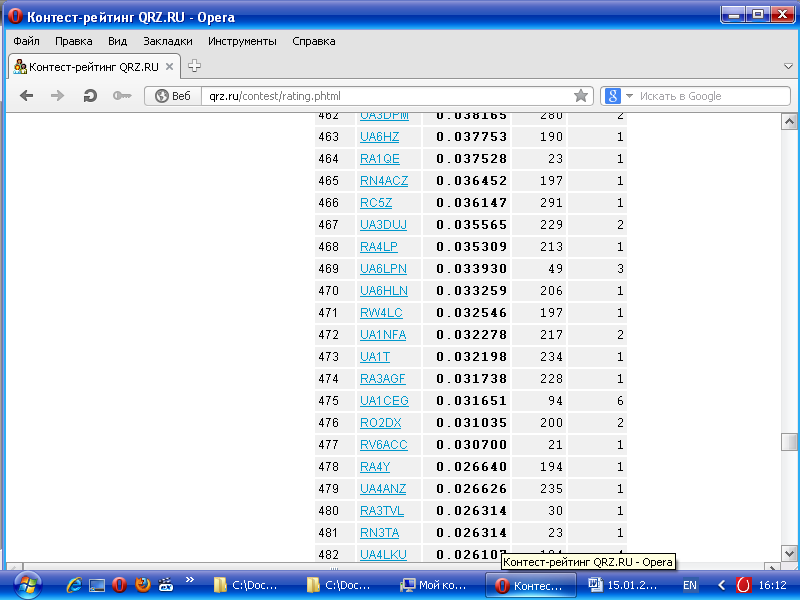 Контест-рейтинг QRZ.RU - Opera
Файл Правка Вид Закладки Инструменты Справка
Контест-рейтинг QRZ.RU
Веб qrz.ru/contest/rating.phtml 8 Искать в Google
462 UA3DPM 0.038165 280 2
463 UA6HZ 0.037753 190 1
464 RA1QE 0.037528 23 1
465 RN4ACZ 0.036452 197 1
466 RC5Z 0.036147 291 1
467 UA3DUJ 0.035565 229 2
468 RA4LP 0.035309 213 1
469 UA6LPN 0.033930 49 3
470 UA6HLN 0.033259 206 1
471 RW4LC 0.032546 197 1
472 UA1NFA 0.032278 217 2
473 UA1T 0.032198 234 1
474 RA3AGF 0.031738 228 1
475 UA1CEG 0.031651 94 6
476 RO2DX 0.031035 200 2
477 RV6ACC 0.030700 21 1
478 RA4Y 0.026640 194 1
479 UA4ANZ 0.026626 235 1
480 RA3TVL 0.026314 30 1
481 RN3TA 0.026314 23 1
482 UA4LKU
Контест-рейтинг QRZ.RU - Opera
C:\Doc... C:\Doc... Мой ко... Контес... 15.01.2... EN 16:12